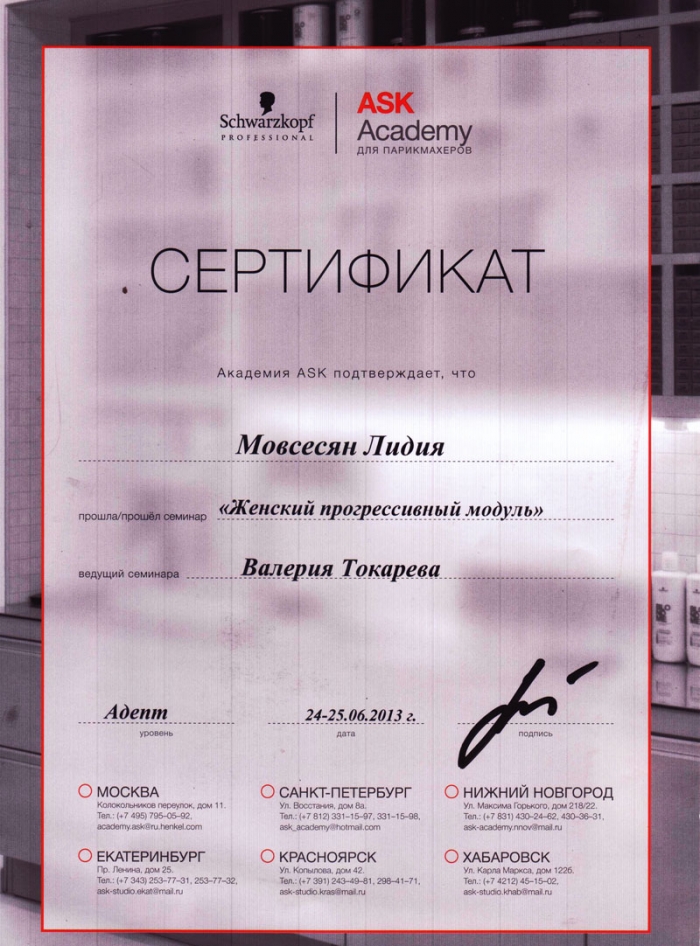 Schwarzkopf
PROFESSIONAL
ASK
Academy
ДЛЯ ПАРИКМАХЕРОВ
СЕРТИФИКАТ
Академия ASK подтверждает, что
Мовсесян Лидия
прошла/прошёл семинар «Женский прогрессивный модуль»
ведущий семинара Валерия Токарева
Адепт 24-25.06.2013 г.
уровень дата подпись
МОСКВА
Колокольников переулок, дом 11.
Тел.: (+7 495) 795-05-92,
academy.ask@ru.henkel.com
САНКТ-ПЕТЕРБУРГ
Ул. Восстания, дом 8а.
Тел.: (+7 812) 331-15-97, 331-15-98,
ask_academy@hotmail.com
НИЖНИЙ НОВГОРОД
Ул. Максима Горького, дом 218/22.
Тел.: (+7 831) 430-24-62, 430-36-31,
ask-academy.nnov@mail.ru
ЕКАТЕРИНБУРГ
Пр. Ленина, дом 25.
Тел.: (+7 343) 253-77-31, 253-77-32,
ask-studio.ekat@mail.ru
КРАСНОЯРСК
Ул. Копылова, дом 42.
Тел.: (+7 391) 243-49-81, 298-41-71,
ask-studio.kras@mail.ru
ХАБАРОВСК
Ул. Карла Маркса, дом 122б.
Тел.: (+7 4212) 45-15-02,
ask-studio.khab@mail.ru